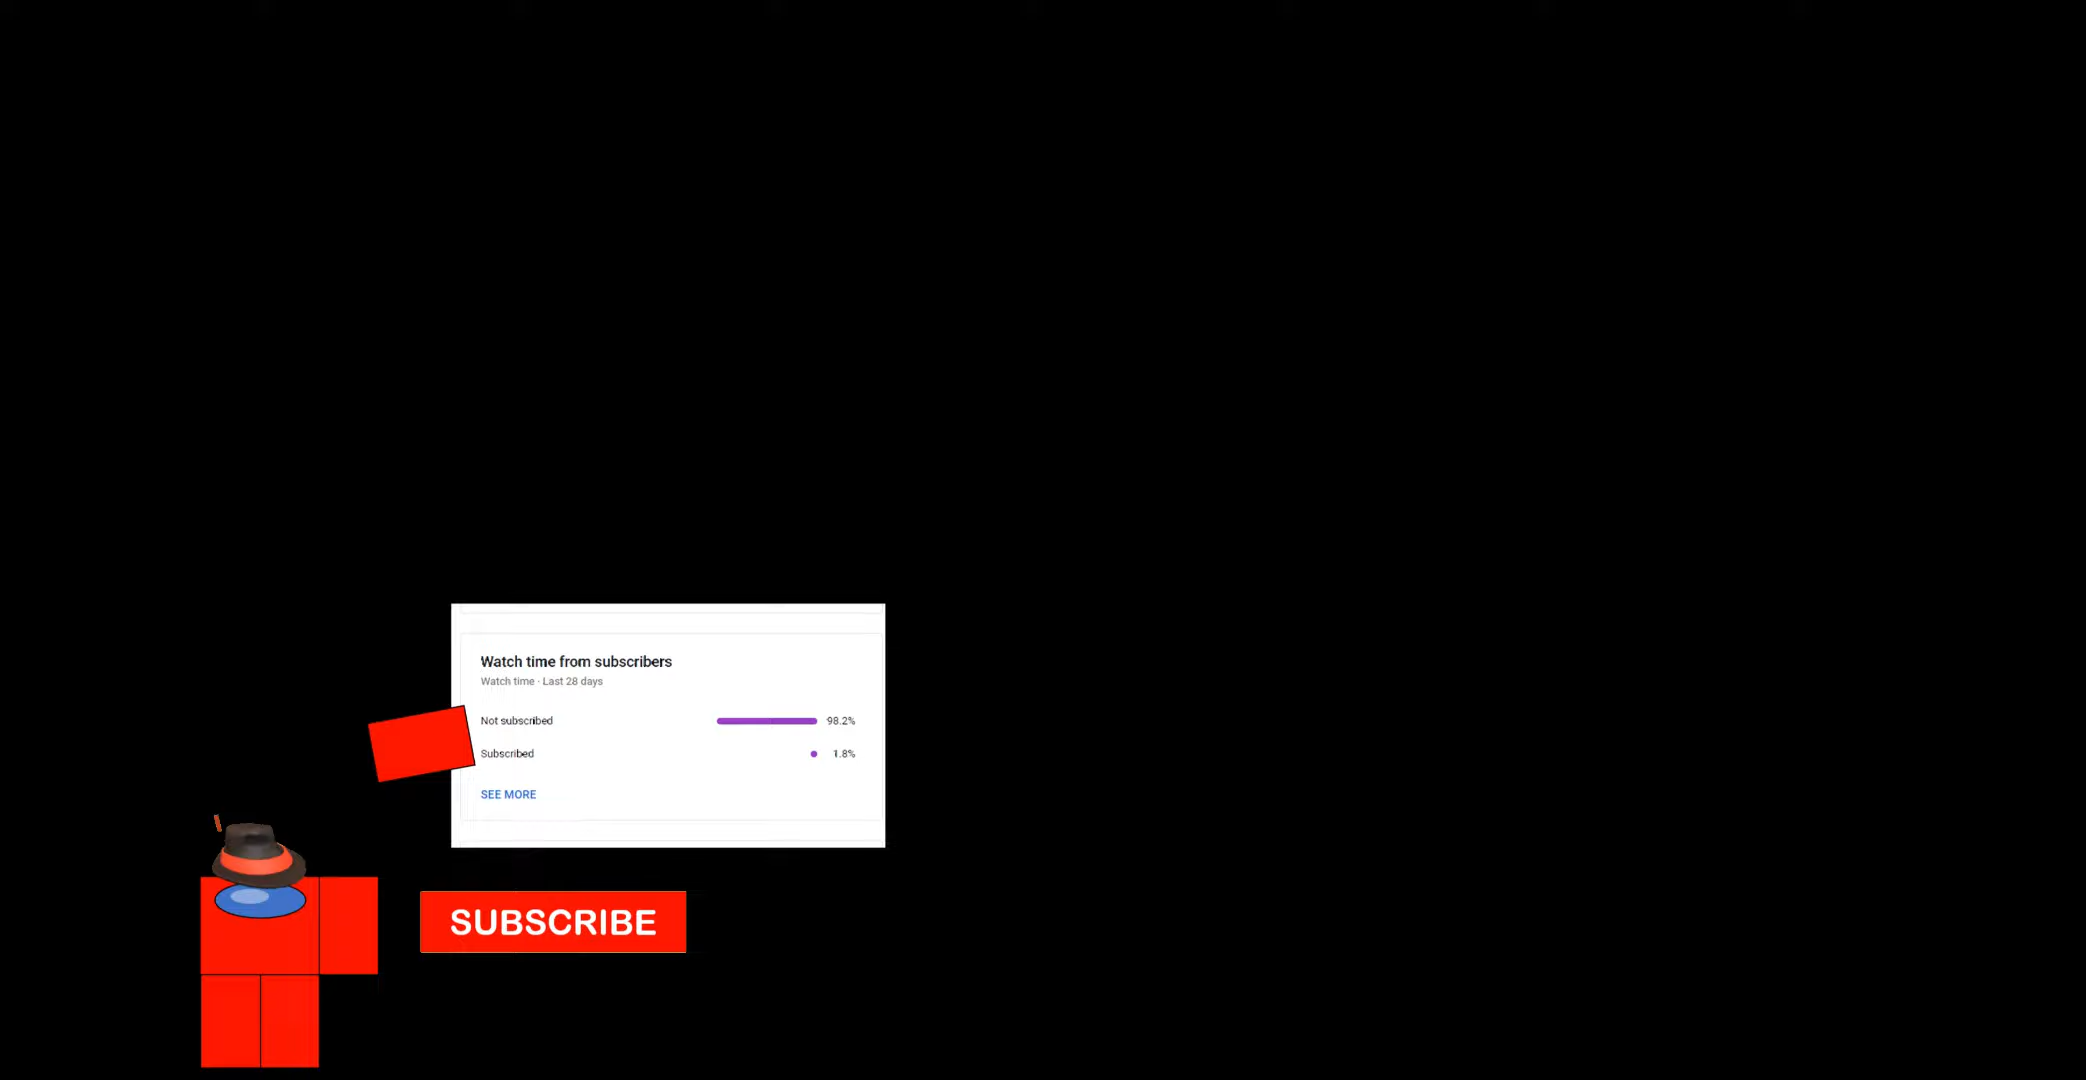 Watch time from subscribers
Watch time · Last 28 days
Not subscribed 98.2%
Subscribed 1.8%
SEE MORE
SUBSCRIBE